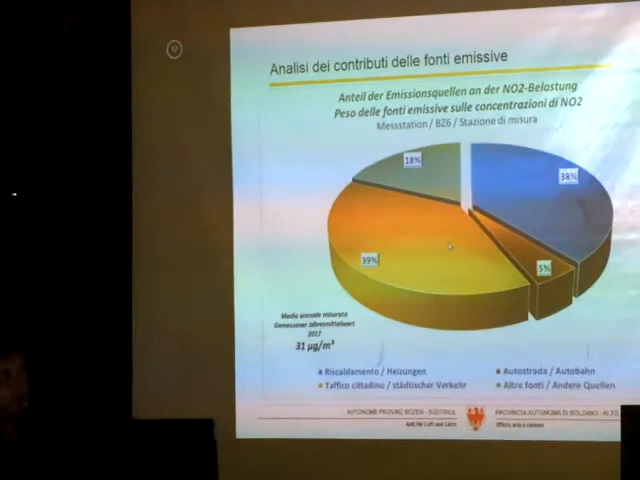 Analisi dei contributi delle fonti emissive
Anteil der Emissionsquellen an der NO2-Belastung
Peso delle fonti emissive sulle concentrazioni di NO2
Messstation / BZ6 / Stazione di misura
18%
38%
39%
5%
Media annale misurata
Gemessener Jahresmittelwert
2017
31 µg/m³
Riscaldamento / Heizungen
Autostrada / Autobahn
Taffico cittadino / städtischer Verkehr
Altre fonti / Andere Quellen
AUTONOME PROVINZ BOZEN - SÜDTIROL
PROVINCIA AUTONOMA DI BOLZANO - ALTO
Amt für Luft und Lärm
Ufficio aria e rumore